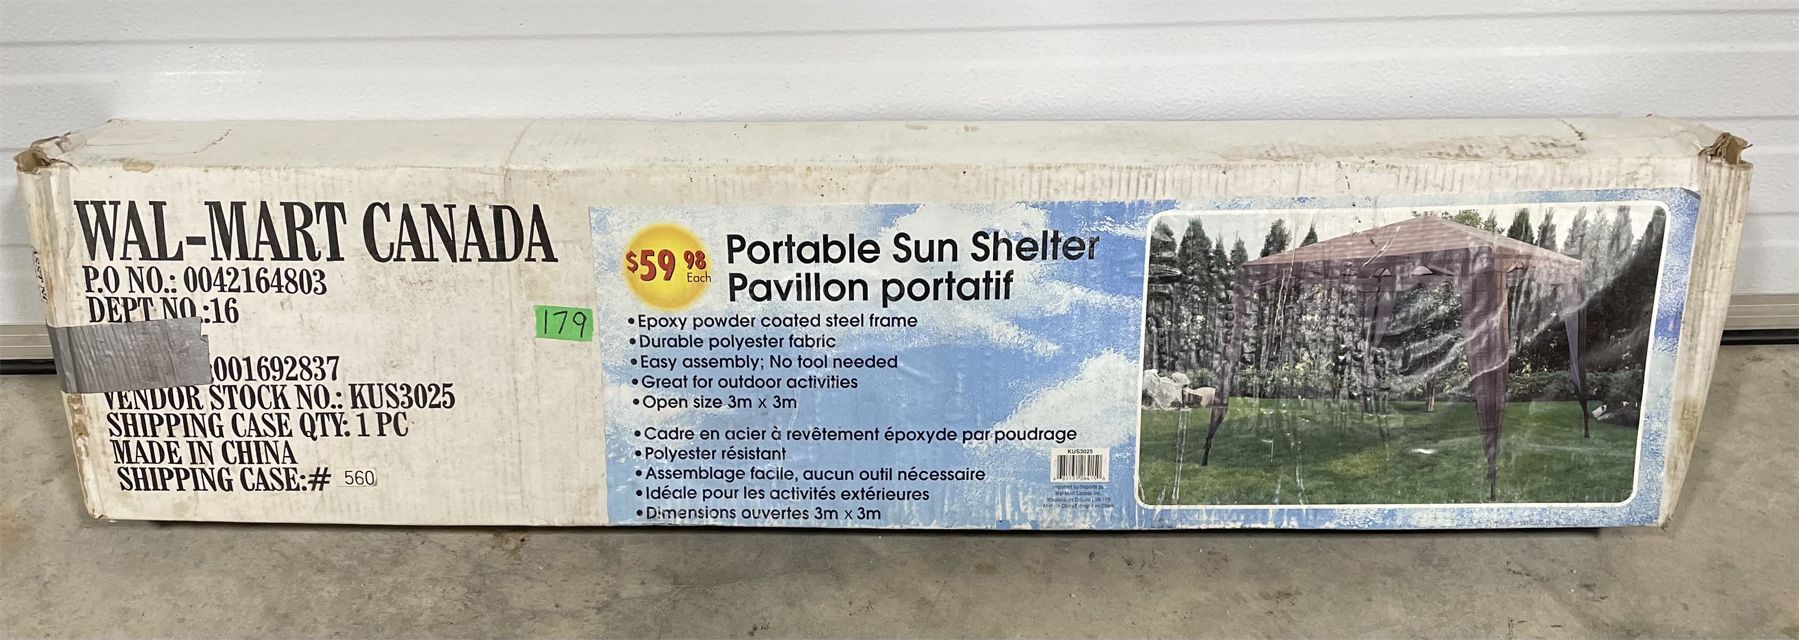 WAL-MART CANADA
P.O NO.: 0042164803
DEPT NO.:16
:001692837
VENDOR STOCK NO.: KUS3025
SHIPPING CASE QTY: 1 PC
MADE IN CHINA
SHIPPING CASE:# 560
179
$59 98
Each
Portable Sun Shelter
Pavillon portatif
•Epoxy powder coated steel frame
•Durable polyester fabric
•Easy assembly; No tool needed
•Great for outdoor activities
•Open size 3m x 3m
•Cadre en acier à revêtement époxyde par poudrage
•Polyester résistant
•Assemblage facile, aucun outil nécessaire
•Idéale pour les activités extérieures
•Dimensions ouvertes 3m x 3m
KUS3025
Wal-Mart Canada Inc.